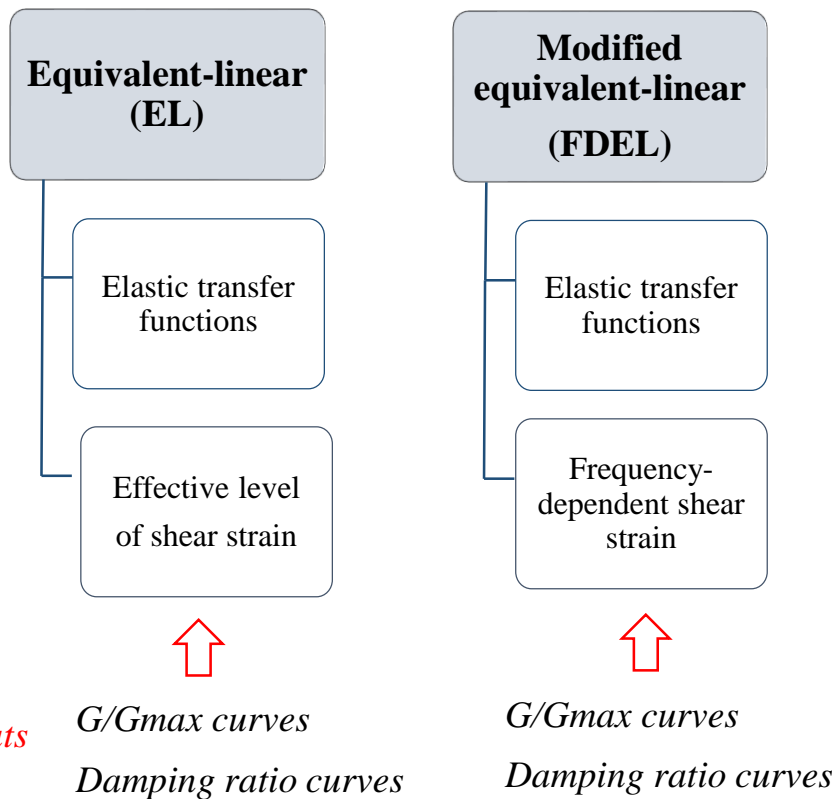 Equivalent-linear
(EL)
Elastic transfer
functions
Effective level
of shear strain
G/Gmax curves
Damping ratio curves
Modified
equivalent-linear
(FDEL)
Elastic transfer
functions
Frequency-
dependent shear
strain
G/Gmax curves
Damping ratio curves